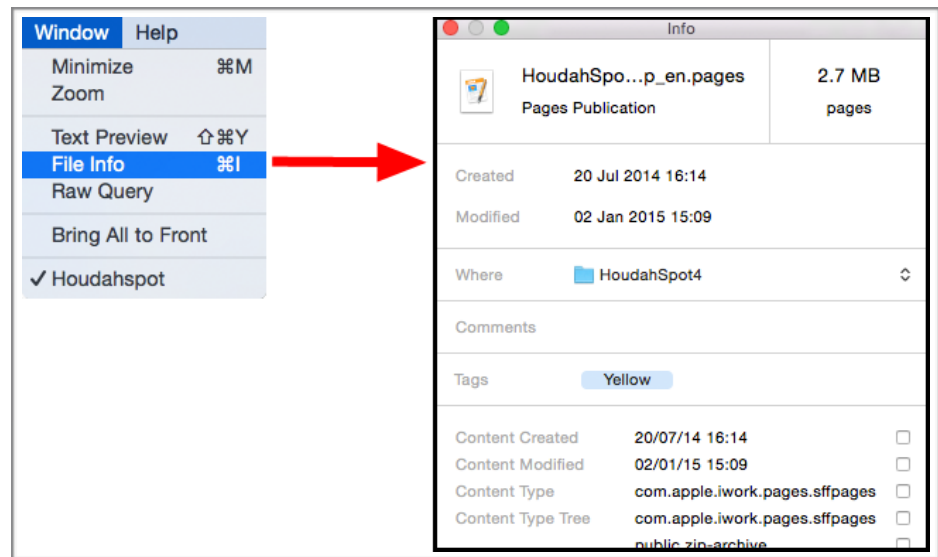 Window Help
Minimize ⌘M
Zoom
Text Preview ⇧⌘Y
File Info ⌘I
Raw Query
Bring All to Front
✓ Houdahspot
Info
HoudahSpo...p_en.pages 2.7 MB
Pages Publication pages
Created 20 Jul 2014 16:14
Modified 02 Jan 2015 15:09
Where HoudahSpot4
Comments
Tags Yellow
Content Created 20/07/14 16:14
Content Modified 02/01/15 15:09
Content Type com.apple.iwork.pages.sffpages
Content Type Tree com.apple.iwork.pages.sffpages
public.zip-archive